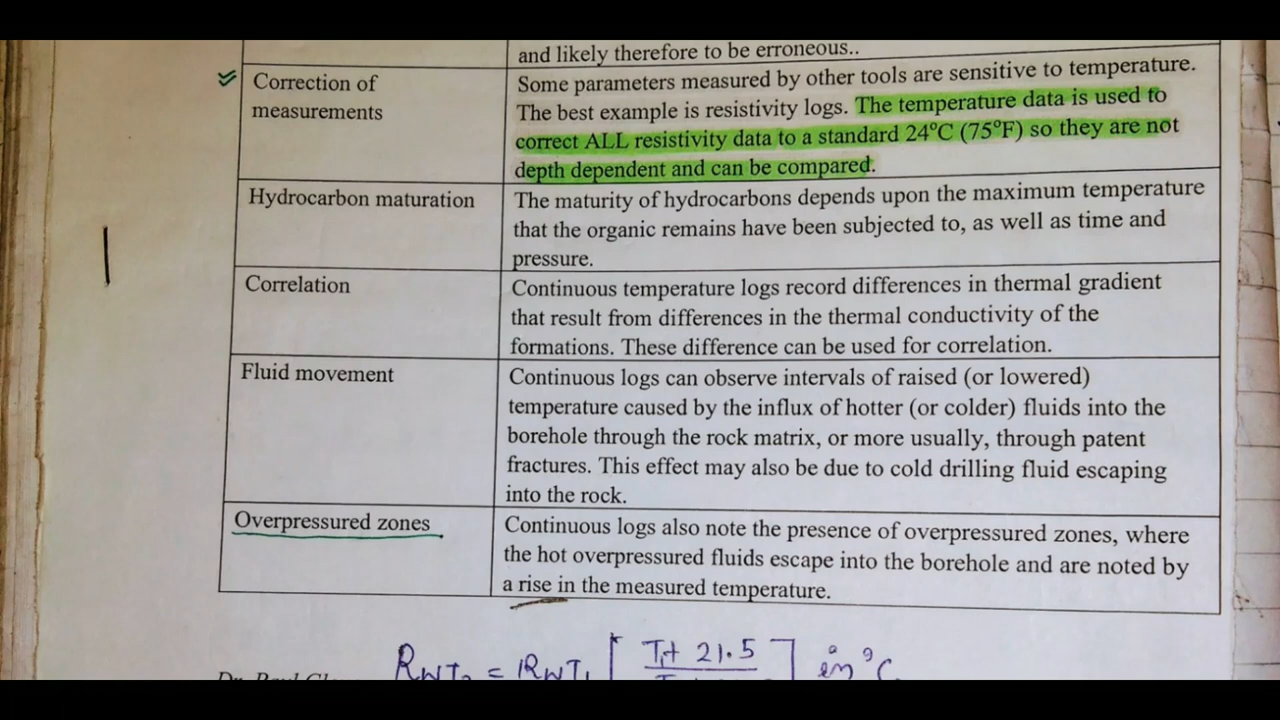 and likely therefore to be erroneous..
Correction of
measurements
Some parameters measured by other tools are sensitive to temperature.
The best example is resistivity logs. The temperature data is used to
correct ALL resistivity data to a standard 24°C (75°F) so they are not
depth dependent and can be compared.
Hydrocarbon maturation
The maturity of hydrocarbons depends upon the maximum temperature
that the organic remains have been subjected to, as well as time and
pressure.
Correlation
Continuous temperature logs record differences in thermal gradient
that result from differences in the thermal conductivity of the
formations. These difference can be used for correlation.
Fluid movement
Continuous logs can observe intervals of raised (or lowered)
temperature caused by the influx of hotter (or colder) fluids into the
borehole through the rock matrix, or more usually, through patent
fractures. This effect may also be due to cold drilling fluid escaping
into the rock.
Overpressured zones
Continuous logs also note the presence of overpressured zones, where
the hot overpressured fluids escape into the borehole and are noted by
a rise in the measured temperature.
RWT2 = RWT1 [ T1+ 21.5 ] in °C